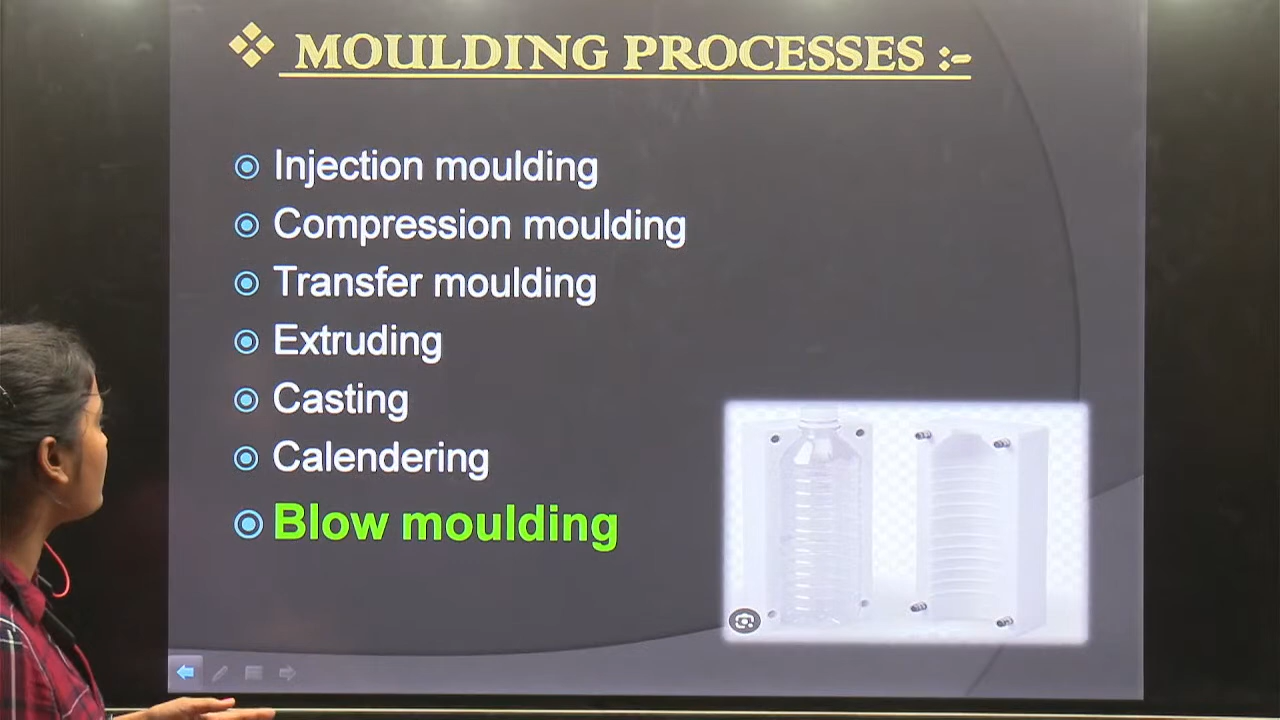 MOULDING PROCESSES :-
Injection moulding
Compression moulding
Transfer moulding
Extruding
Casting
Calendering
Blow moulding